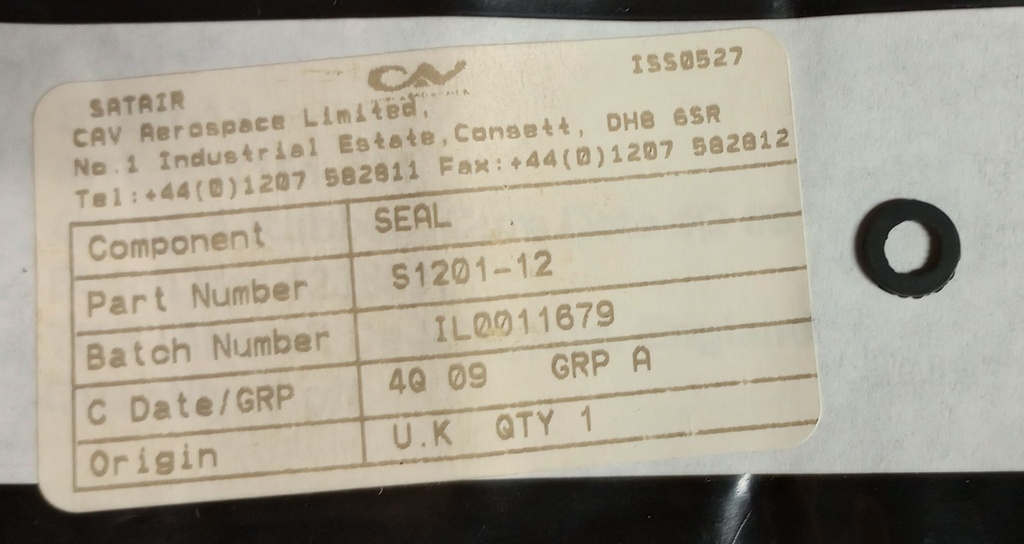 SATAIR
CAV
ISS0527
CAV Aerospace Limited,
No.1 Industrial Estate, Consett, DH8 6SR
Tel:+44(0)1207 582811 Fax:+44(0)1207 582812
Component SEAL
Part Number S1201-12
Batch Number IL0011679
C Date/GRP 4Q 09 GRP A
Origin U.K QTY 1